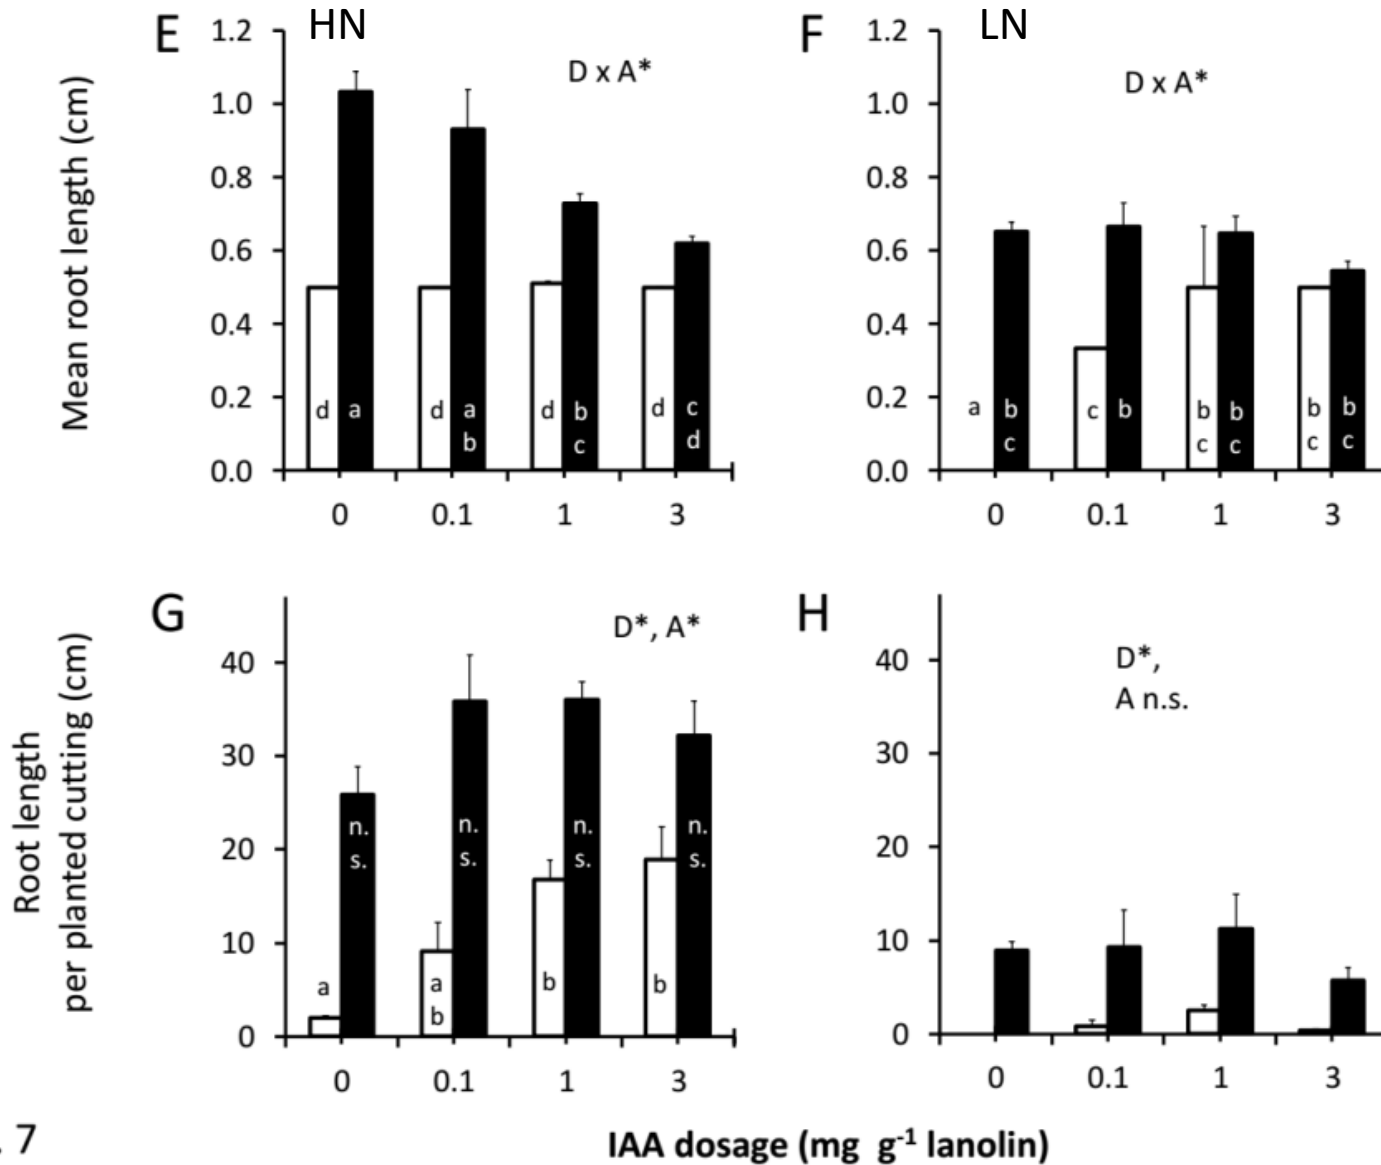 E HN
D x A*
Mean root length (cm)
1.2
1.0
0.8
0.6
0.4
0.2
0.0
d a d a b d b c d c d
0 0.1 1 3
F LN
D x A*
1.2
1.0
0.8
0.6
0.4
0.2
0.0
a b c c b b c b c b c b c
0 0.1 1 3
G
D*, A*
Root length
per planted cutting (cm)
40
30
20
10
0
a n. s. a b n. s. b n. s. b n. s.
0 0.1 1 3
H
D*,
A n.s.
40
30
20
10
0
0 0.1 1 3
. 7
IAA dosage (mg g⁻¹ lanolin)